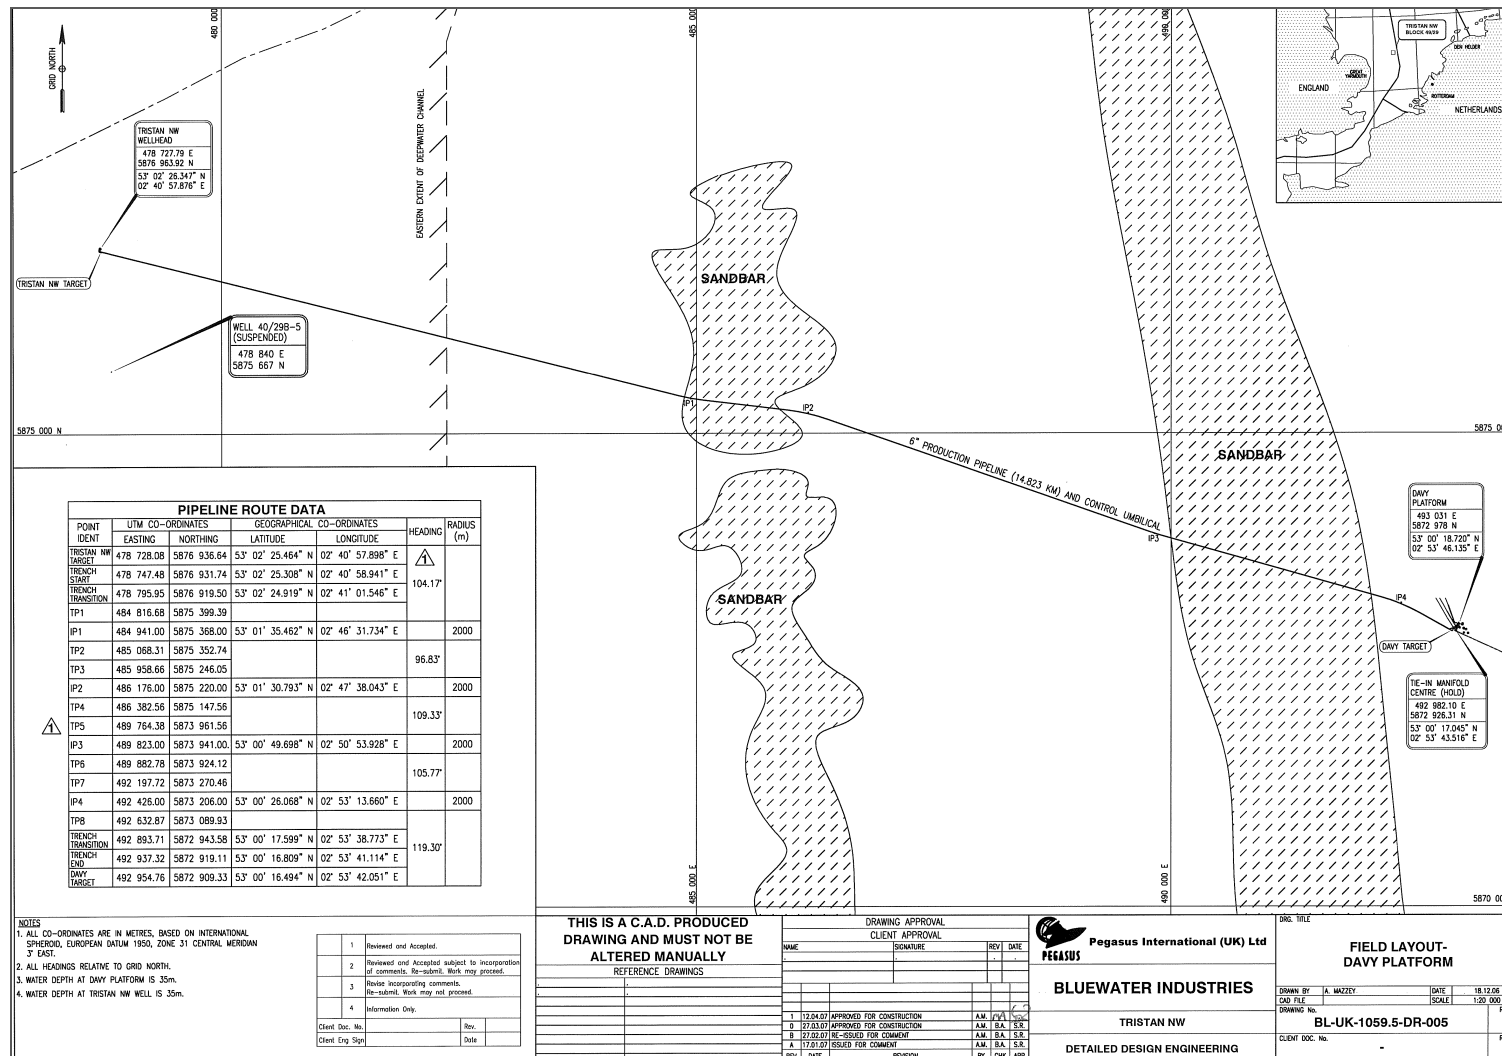 480 000
485 000
490 000
GRID NORTH
TRISTAN NW
WELLHEAD
478 727.79 E
5876 963.92 N
53° 02' 26.347" N
02° 40' 57.876" E
TRISTAN NW TARGET
WELL 40/29B-5
(SUSPENDED)
478 840 E
5875 667 N
EASTERN EXTENT OF DEEPWATER CHANNEL
SANDBAR
SANDBAR
SANDBAR
IP1
IP2
IP3
IP4
6" PRODUCTION PIPELINE (14.823 KM) AND CONTROL UMBILICAL
5875 000 N
5875 00
5870 00
485 000 E
490 000 E
TRISTAN NW
BLOCK 49/29
DEN HELDER
GREAT
YARMOUTH
ENGLAND
ROTTERDAM
NETHERLANDS
DAVY
PLATFORM
493 031 E
5872 978 N
53° 00' 18.720" N
02° 53' 46.135" E
DAVY TARGET
TIE-IN MANIFOLD
CENTRE (HOLD)
492 982.10 E
5872 926.31 N
53° 00' 17.045" N
02° 53' 43.516" E
PIPELINE ROUTE DATA
POINT IDENT UTM CO-ORDINATES GEOGRAPHICAL CO-ORDINATES HEADING RADIUS (m)
EASTING NORTHING LATITUDE LONGITUDE
TRISTAN NW TARGET 478 728.08 5876 936.64 53° 02' 25.464" N 02° 40' 57.898" E 1
TRENCH START 478 747.48 5876 931.74 53° 02' 25.308" N 02° 40' 58.941" E 104.17°
TRENCH TRANSITION 478 795.95 5876 919.50 53° 02' 24.919" N 02° 41' 01.546" E
TP1 484 816.68 5875 399.39
IP1 484 941.00 5875 368.00 53° 01' 35.462" N 02° 46' 31.734" E 2000
TP2 485 068.31 5875 352.74 96.83°
TP3 485 958.66 5875 246.05
IP2 486 176.00 5875 220.00 53° 01' 30.793" N 02° 47' 38.043" E 2000
TP4 486 382.56 5875 147.56 109.33°
1 TP5 489 764.38 5873 961.56
IP3 489 823.00 5873 941.00. 53° 00' 49.698" N 02° 50' 53.928" E 2000
TP6 489 882.78 5873 924.12 105.77°
TP7 492 197.72 5873 270.46
IP4 492 426.00 5873 206.00 53° 00' 26.068" N 02° 53' 13.660" E 2000
TP8 492 632.87 5873 089.93
TRENCH TRANSITION 492 893.71 5872 943.58 53° 00' 17.599" N 02° 53' 38.773" E 119.30°
TRENCH END 492 937.32 5872 919.11 53° 00' 16.809" N 02° 53' 41.114" E
DAVY TARGET 492 954.76 5872 909.33 53° 00' 16.494" N 02° 53' 42.051" E
NOTES
1. ALL CO-ORDINATES ARE IN METRES, BASED ON INTERNATIONAL
SPHEROID, EUROPEAN DATUM 1950, ZONE 31 CENTRAL MERIDIAN
3° EAST.
2. ALL HEADINGS RELATIVE TO GRID NORTH.
3. WATER DEPTH AT DAVY PLATFORM IS 35m.
4. WATER DEPTH AT TRISTAN NW WELL IS 35m.
1 Reviewed and Accepted.
2 Reviewed and Accepted subject to incorporation
of comments. Re-submit. Work may proceed.
3 Revise incorporating comments.
Re-submit. Work may not proceed.
4 Information Only.
Client Doc. No. Rev.
Client Eng Sign Date
THIS IS A C.A.D. PRODUCED
DRAWING AND MUST NOT BE
ALTERED MANUALLY
REFERENCE DRAWINGS
DRAWING APPROVAL
CLIENT APPROVAL
NAME SIGNATURE REV DATE
1 12.04.07 APPROVED FOR CONSTRUCTION A.M.
0 27.03.07 APPROVED FOR CONSTRUCTION A.M. B.A. S.R.
B 27.02.07 RE-ISSUED FOR COMMENT A.M. B.A. S.R.
A 17.01.07 ISSUED FOR COMMENT A.M. B.A. S.R.
REV DATE REVISION BY CHK APP
PEGASUS
Pegasus International (UK) Ltd
BLUEWATER INDUSTRIES
TRISTAN NW
DETAILED DESIGN ENGINEERING
DRG. TITLE
FIELD LAYOUT-
DAVY PLATFORM
DRAWN BY A. MAZZEY DATE 18.12.06
CAD FILE SCALE 1:20 000
DRAWING No.
BL-UK-1059.5-DR-005
CLIENT DOC. No.
-